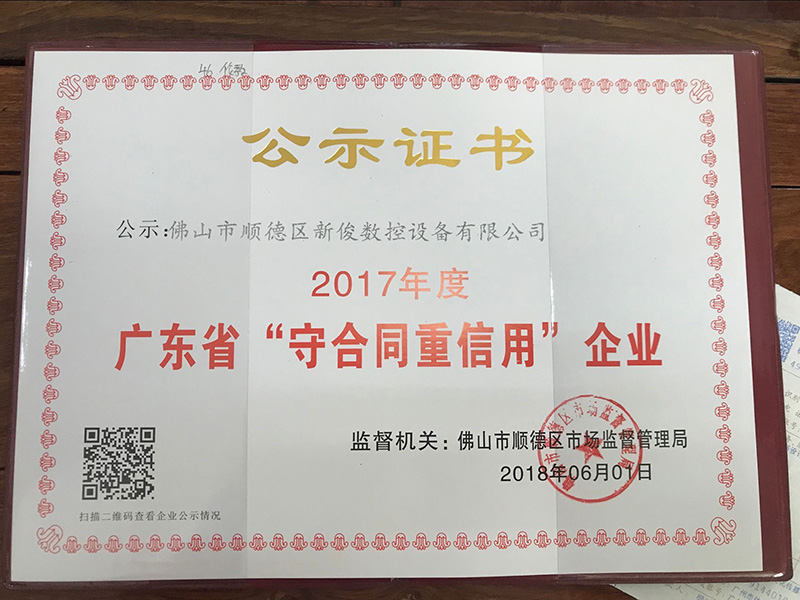 46 伦教
公示证书
公示:佛山市顺德区新俊数控设备有限公司
2017年度
广东省“守合同重信用”企业
监督机关:佛山市顺德区市场监督管理局
2018年06月01日
扫描二维码查看企业公示情况